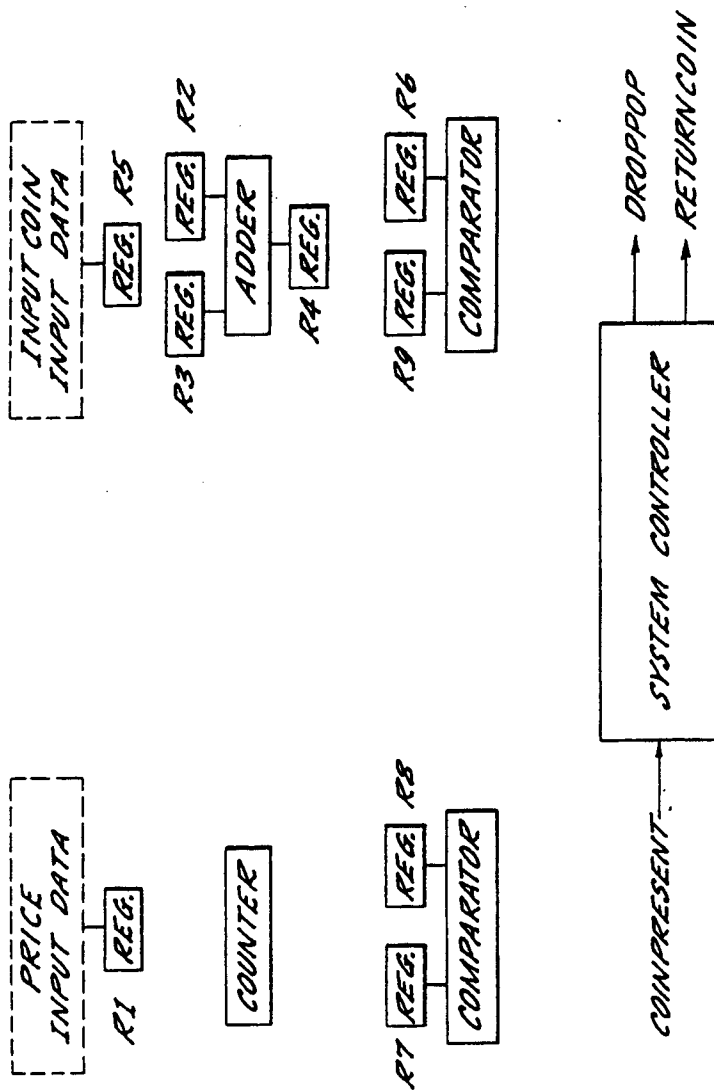 PRICE
INPUT DATA
REG.
R1
COUNTER
R7
REG.
REG.
R8
COMPARATOR
INPUT COIN
INPUT DATA
REG.
R5
R3
REG.
REG.
R2
ADDER
R4
REG.
R9
REG.
REG.
R6
COMPARATOR
COINPRESENT
SYSTEM CONTROLLER
DROPPOP
RETURNCOIN